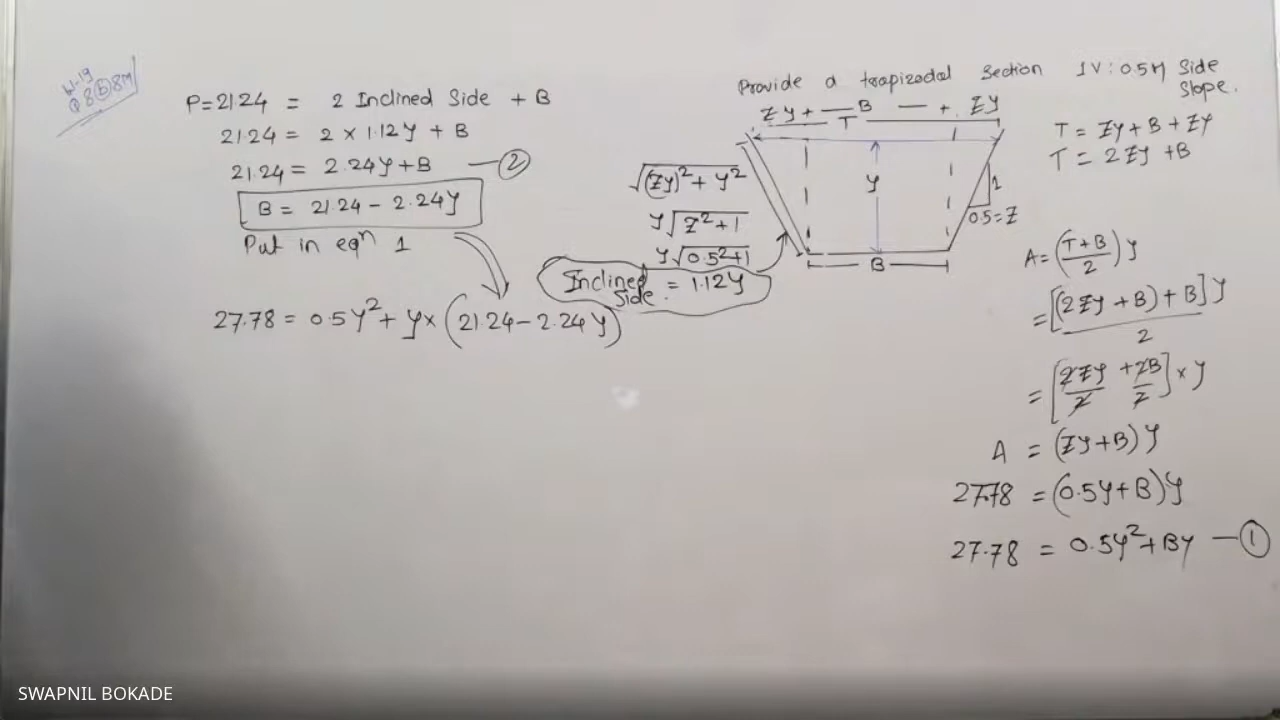 W-19
Q 8 (b) 8M
P=21.24 = 2 Inclined Side + B
21.24 = 2 x 1.12y + B
21.24 = 2.24y+B — (2)
B = 21.24 - 2.24y
Put in eqn 1
27.78 = 0.5y² + y x (21.24 - 2.24y)
Provide a trapizodal Section 1V : 0.5H Side
Slope.
Zy + B + Zy
T
√(Zy)² + y²
y√Z² + 1
y√0.5²+1
Inclined = 1.12y
Side.
y
1
0.5=Z
B
T = Zy + B + Zy
T = 2Zy + B
A = (T+B/2) y
= [(2Zy + B) + B] y / 2
= [2Zy/2 + 2B/2] x y
A = (Zy+B) y
27.78 = (0.5y+B) y
27.78 = 0.5y²+By — (1)
SWAPNIL BOKADE